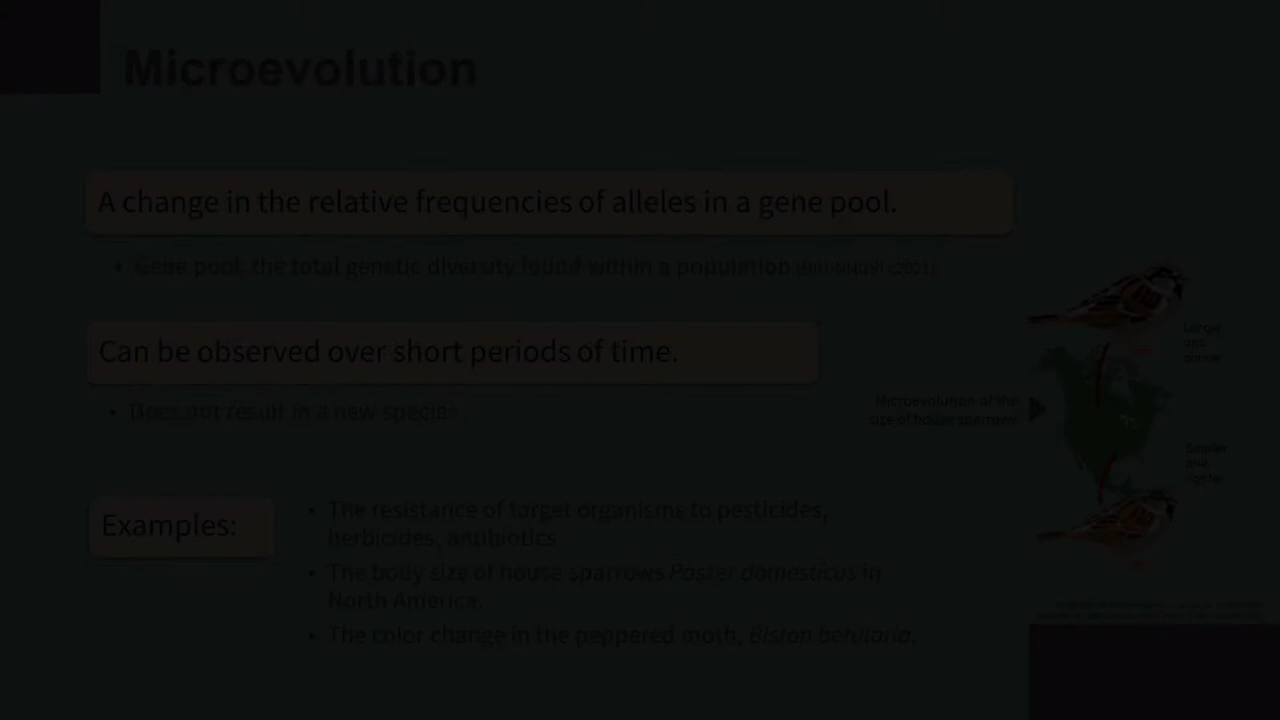 Microevolution
A change in the relative frequencies of alleles in a gene pool.
• Gene pool: the total genetic diversity found within a population
Can be observed over short periods of time.
• Does not result in a new species.
Microevolution of the
size of house sparrows
Larger
and
darker
Smaller
and
lighter
Examples:
• The resistance of target organisms to pesticides,
herbicides, antibiotics
• The body size of house sparrows Passer domesticus in
North America.
• The color change in the peppered moth, Biston betularia.